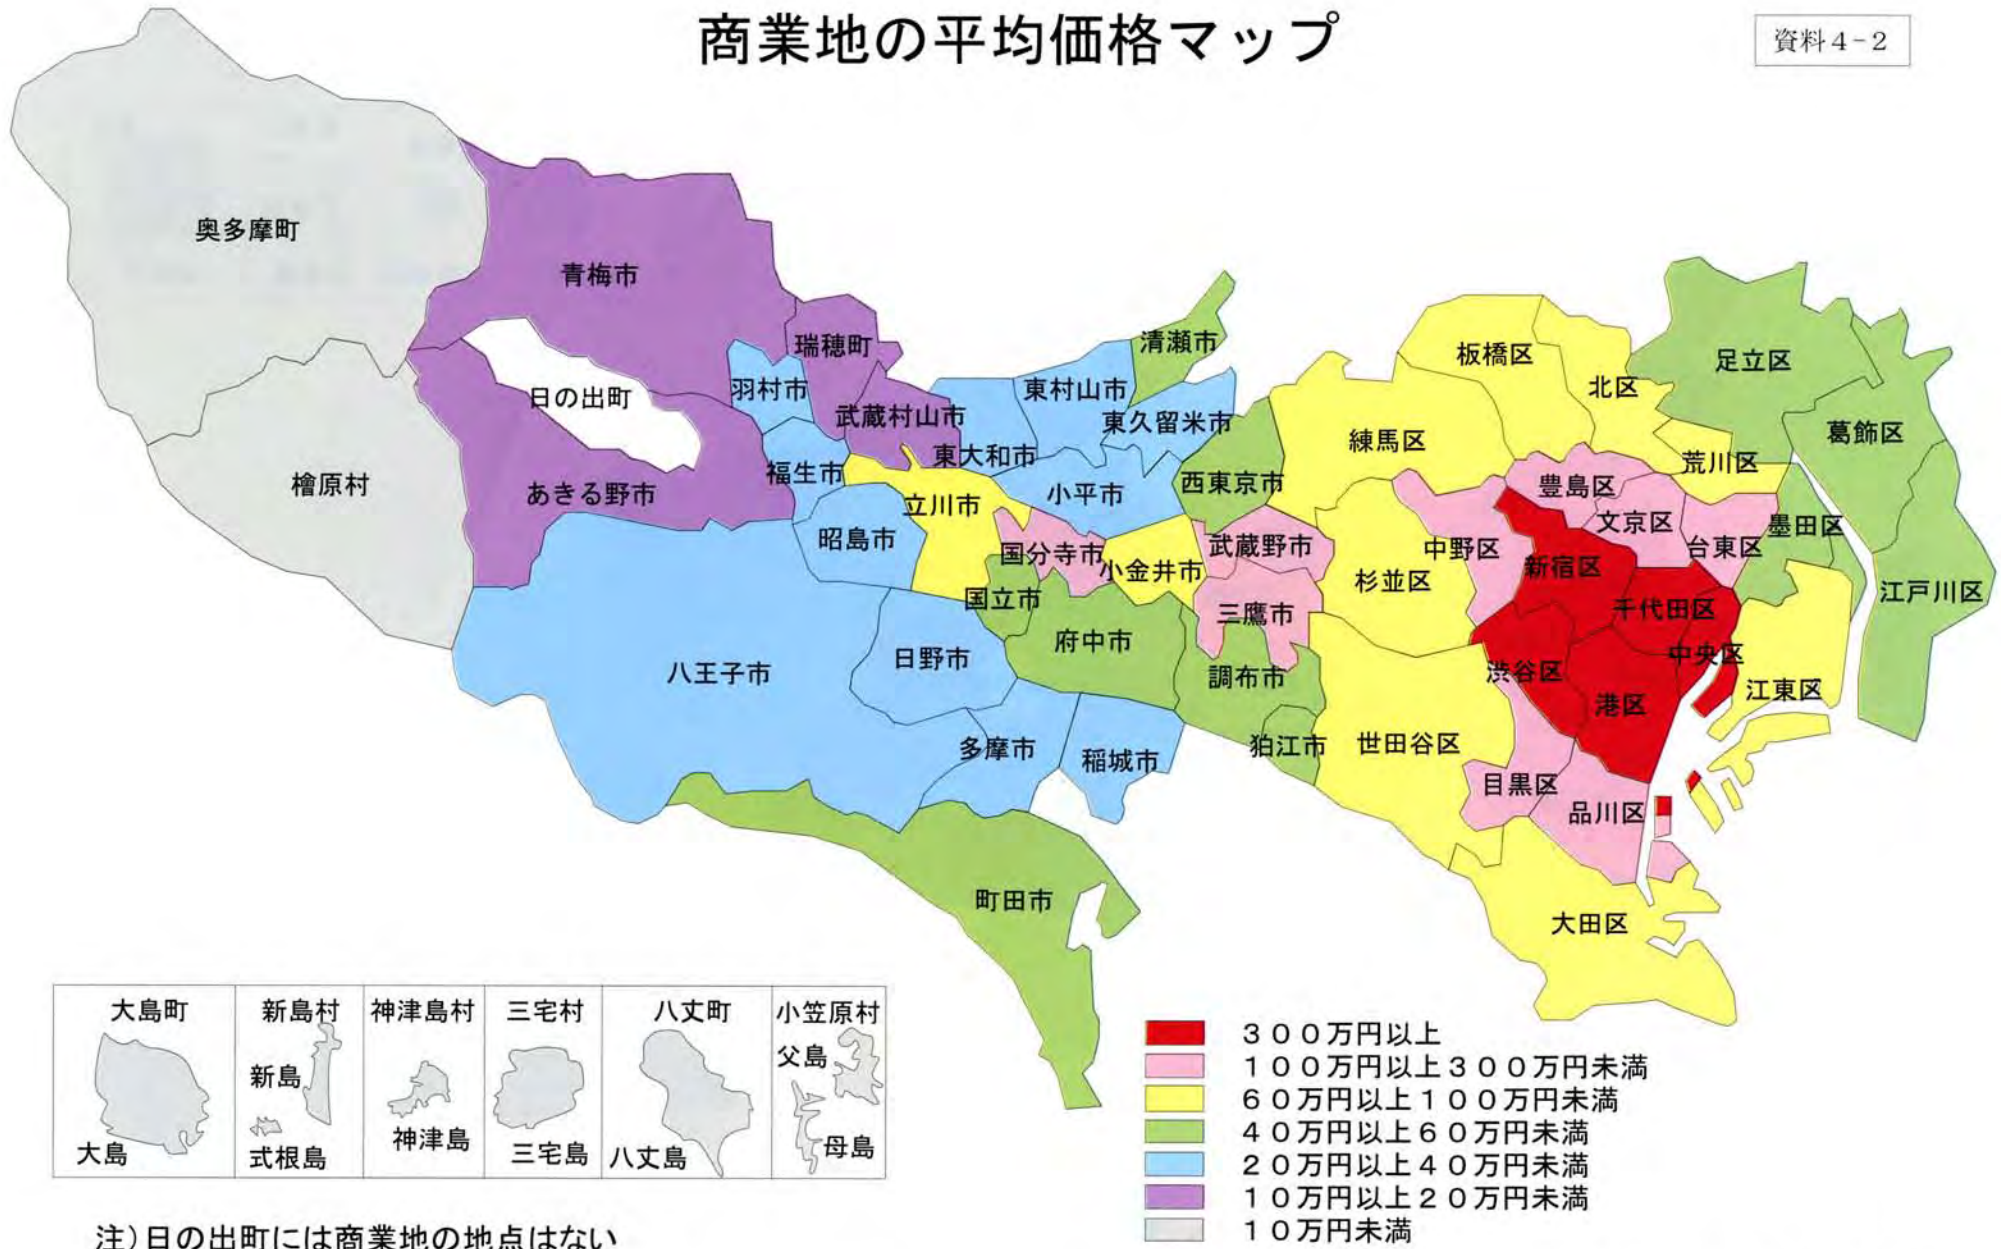 商業地の平均価格マップ
資料4-2
奥多摩町
青梅市
瑞穂町
清瀬市
板橋区
足立区
北区
羽村市
東村山市
日の出町
武蔵村山市
東久留米市
葛飾区
練馬区
東大和市
荒川区
福生市
西東京市
檜原村
あきる野市
小平市
豊島区
立川市
文京区
墨田区
昭島市
国分寺市
武蔵野市
中野区
台東区
新宿区
小金井市
杉並区
江戸川区
国立市
三鷹市
千代田区
府中市
日野市
中央区
八王子市
調布市
渋谷区
江東区
港区
多摩市
稲城市
狛江市
世田谷区
目黒区
品川区
町田市
大田区
大島町
新島村
神津島村
三宅村
八丈町
小笠原村
父島
新島
大島
式根島
神津島
三宅島
八丈島
母島
300万円以上
100万円以上300万円未満
60万円以上100万円未満
40万円以上60万円未満
20万円以上40万円未満
10万円以上20万円未満
10万円未満
注)日の出町には商業地の地点はない